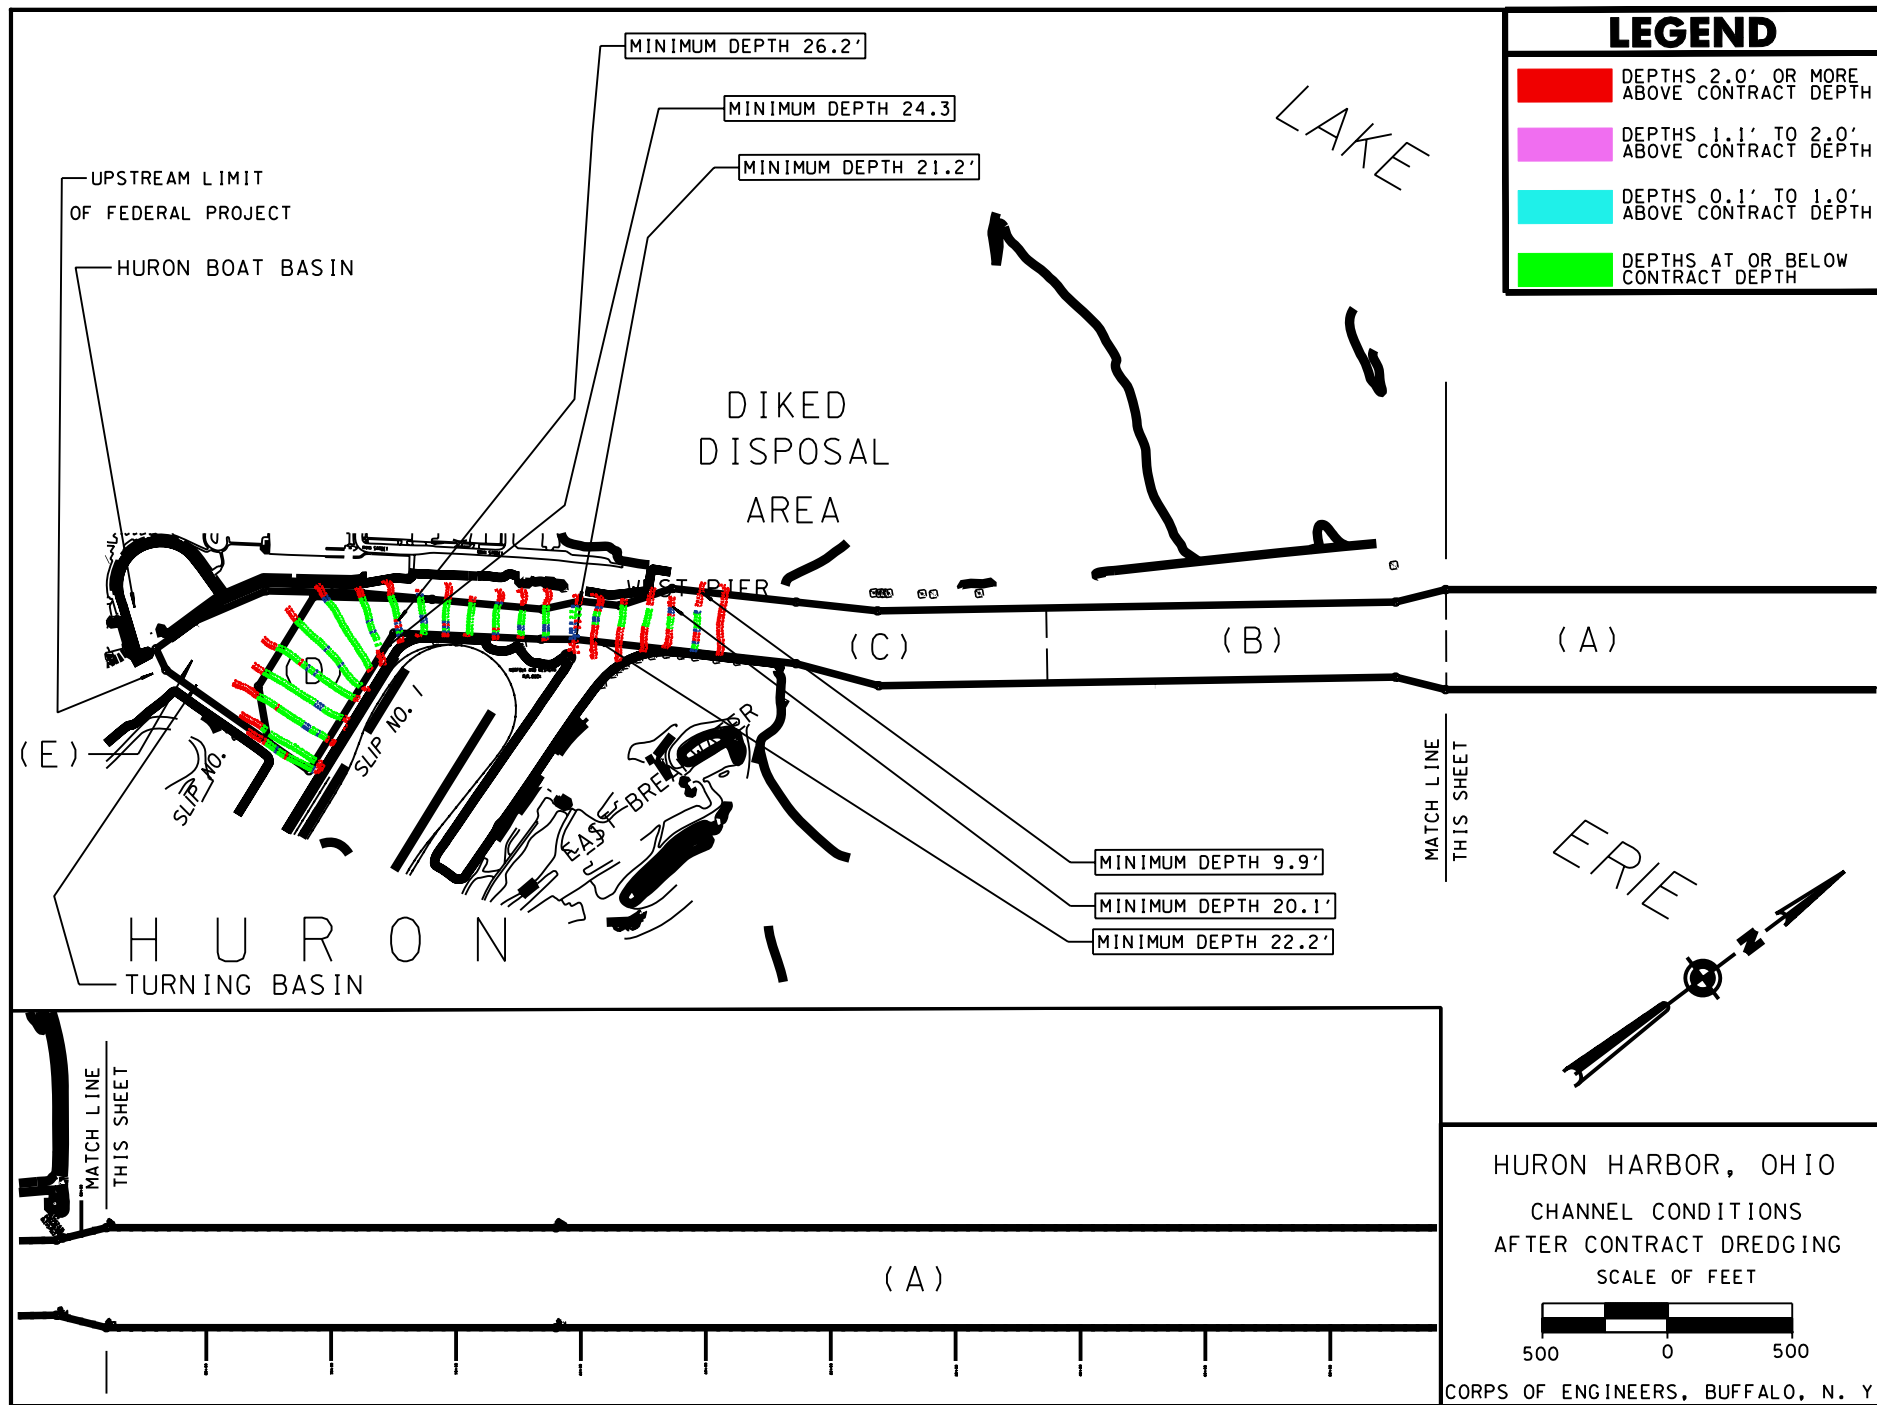 MINIMUM DEPTH 26.2'
MINIMUM DEPTH 24.3
MINIMUM DEPTH 21.2'
UPSTREAM LIMIT
OF FEDERAL PROJECT
HURON BOAT BASIN
LEGEND
DEPTHS 2.0' OR MORE
ABOVE CONTRACT DEPTH
DEPTHS 1.1' TO 2.0'
ABOVE CONTRACT DEPTH
DEPTHS 0.1' TO 1.0'
ABOVE CONTRACT DEPTH
DEPTHS AT OR BELOW
CONTRACT DEPTH
LAKE
DIKED
DISPOSAL
AREA
WEST PIER
(C)
(B)
(A)
(D)
(E)
SLIP NO. 1
SLIP NO.
EAST BREAKWATER
MATCH LINE
THIS SHEET
ERIE
MINIMUM DEPTH 9.9'
MINIMUM DEPTH 20.1'
MINIMUM DEPTH 22.2'
HURON
TURNING BASIN
N
MATCH LINE
THIS SHEET
(A)
HURON HARBOR, OHIO
CHANNEL CONDITIONS
AFTER CONTRACT DREDGING
SCALE OF FEET
500 0 500
CORPS OF ENGINEERS, BUFFALO, N. Y